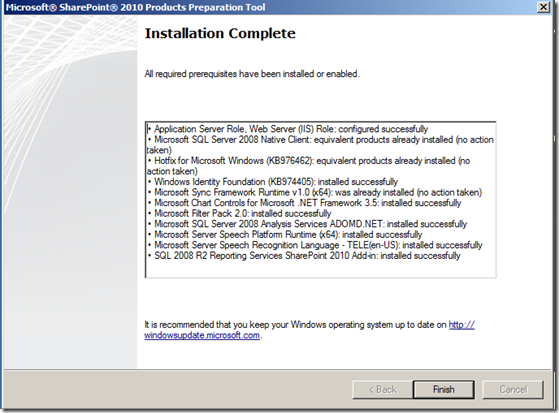 Microsoft® SharePoint® 2010 Products Preparation Tool
Installation Complete
All required prerequisites have been installed or enabled.
• Application Server Role, Web Server (IIS) Role: configured successfully
• Microsoft SQL Server 2008 Native Client: equivalent products already installed (no action
taken)
• Hotfix for Microsoft Windows (KB976462): equivalent products already installed (no
action taken)
• Windows Identity Foundation (KB974405): installed successfully
• Microsoft Sync Framework Runtime v1.0 (x64): was already installed (no action taken)
• Microsoft Chart Controls for Microsoft .NET Framework 3.5: installed successfully
• Microsoft Filter Pack 2.0: installed successfully
• Microsoft SQL Server 2008 Analysis Services ADOMD.NET: installed successfully
• Microsoft Server Speech Platform Runtime (x64): installed successfully
• Microsoft Server Speech Recognition Language - TELE(en-US): installed successfully
• SQL 2008 R2 Reporting Services SharePoint 2010 Add-in: installed successfully
It is recommended that you keep your Windows operating system up to date on http://
windowsupdate.microsoft.com.
< Back Finish Cancel